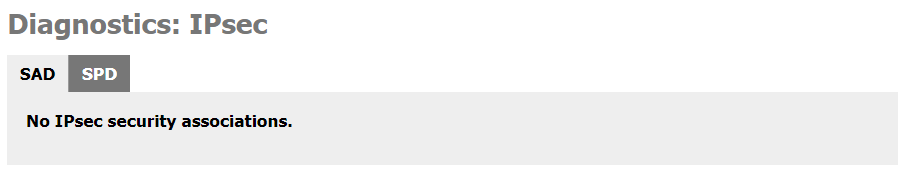 Diagnostics: IPsec
SAD SPD
No IPsec security associations.